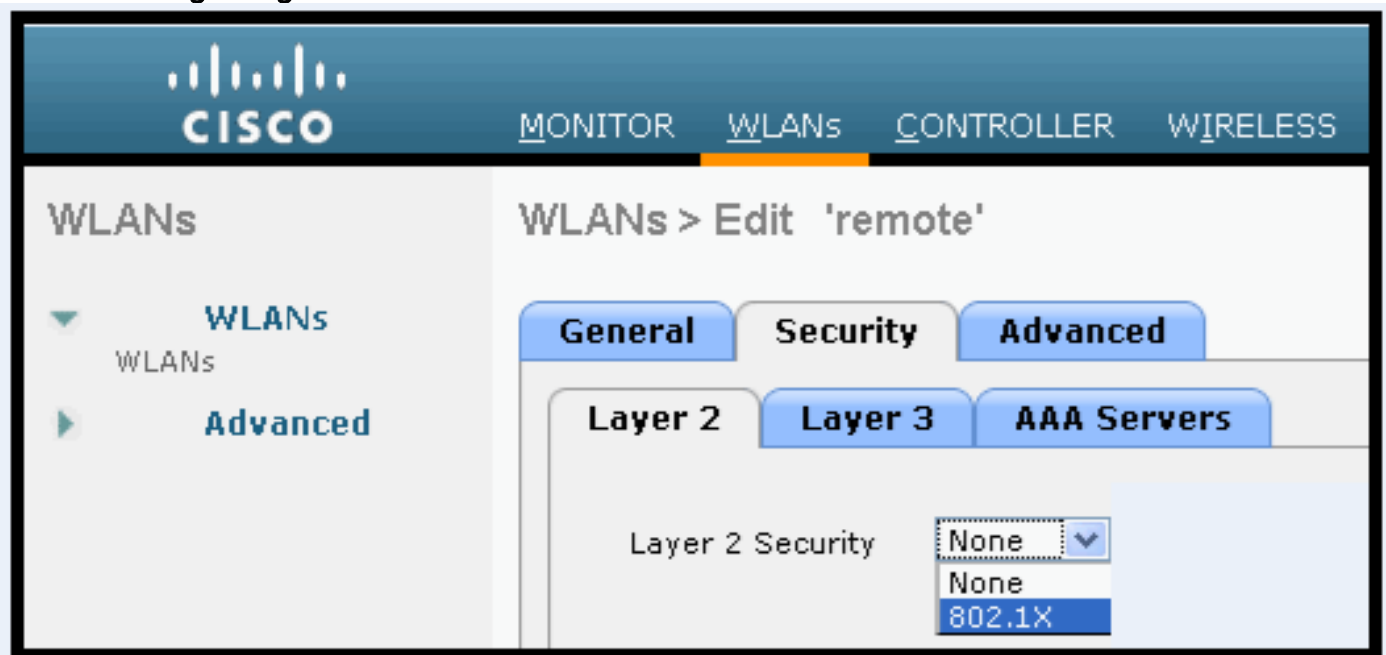 CISCO
MONITOR WLANs CONTROLLER WIRELESS
WLANs
WLANs > Edit 'remote'
WLANs
WLANs
Advanced
General Security Advanced
Layer 2 Layer 3 AAA Servers
Layer 2 Security None
None
802.1X